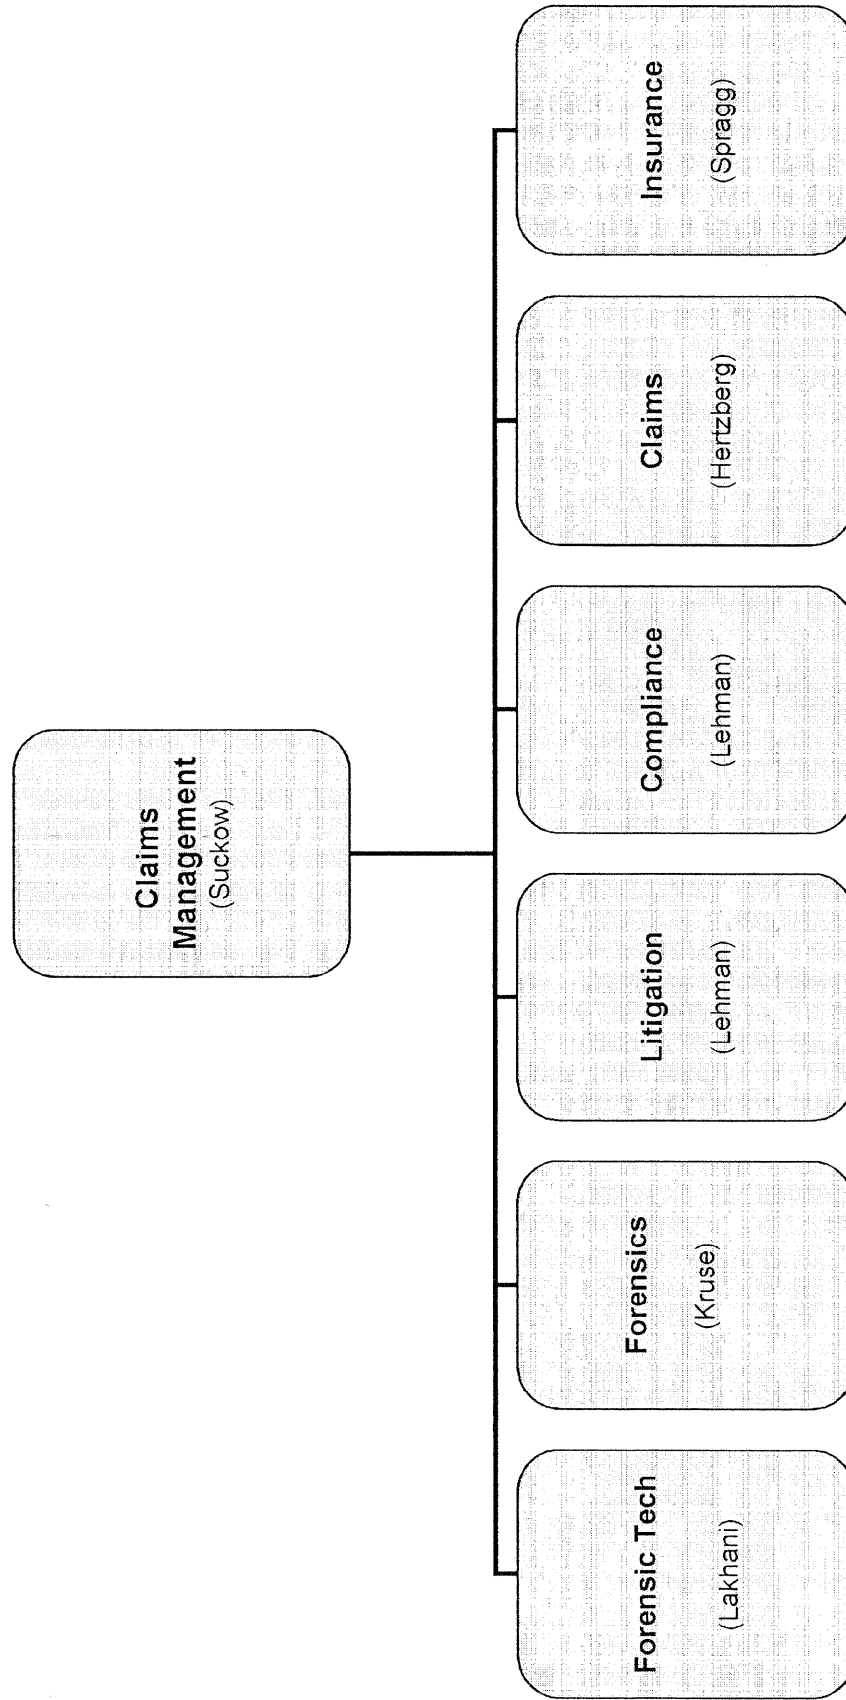 Claims
Management
(Suckow)
Forensic Tech
(Lakhani)
Forensics
(Kruse)
Litigation
(Lehman)
Compliance
(Lehman)
Claims
(Hertzberg)
Insurance
(Spragg)